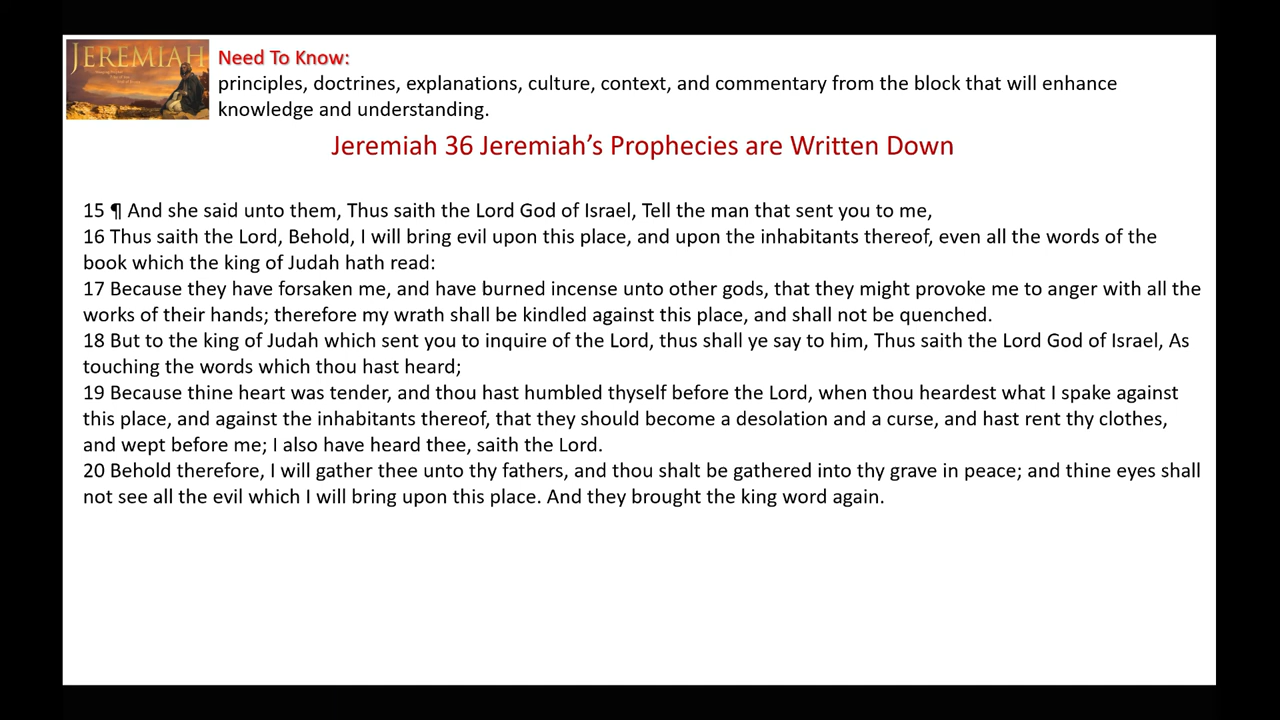 JEREMIAH
Need To Know:
principles, doctrines, explanations, culture, context, and commentary from the block that will enhance
knowledge and understanding.
Jeremiah 36 Jeremiah’s Prophecies are Written Down
15 ¶ And she said unto them, Thus saith the Lord God of Israel, Tell the man that sent you to me,
16 Thus saith the Lord, Behold, I will bring evil upon this place, and upon the inhabitants thereof, even all the words of the
book which the king of Judah hath read:
17 Because they have forsaken me, and have burned incense unto other gods, that they might provoke me to anger with all the
works of their hands; therefore my wrath shall be kindled against this place, and shall not be quenched.
18 But to the king of Judah which sent you to inquire of the Lord, thus shall ye say to him, Thus saith the Lord God of Israel, As
touching the words which thou hast heard;
19 Because thine heart was tender, and thou hast humbled thyself before the Lord, when thou heardest what I spake against
this place, and against the inhabitants thereof, that they should become a desolation and a curse, and hast rent thy clothes,
and wept before me; I also have heard thee, saith the Lord.
20 Behold therefore, I will gather thee unto thy fathers, and thou shalt be gathered into thy grave in peace; and thine eyes shall
not see all the evil which I will bring upon this place. And they brought the king word again.